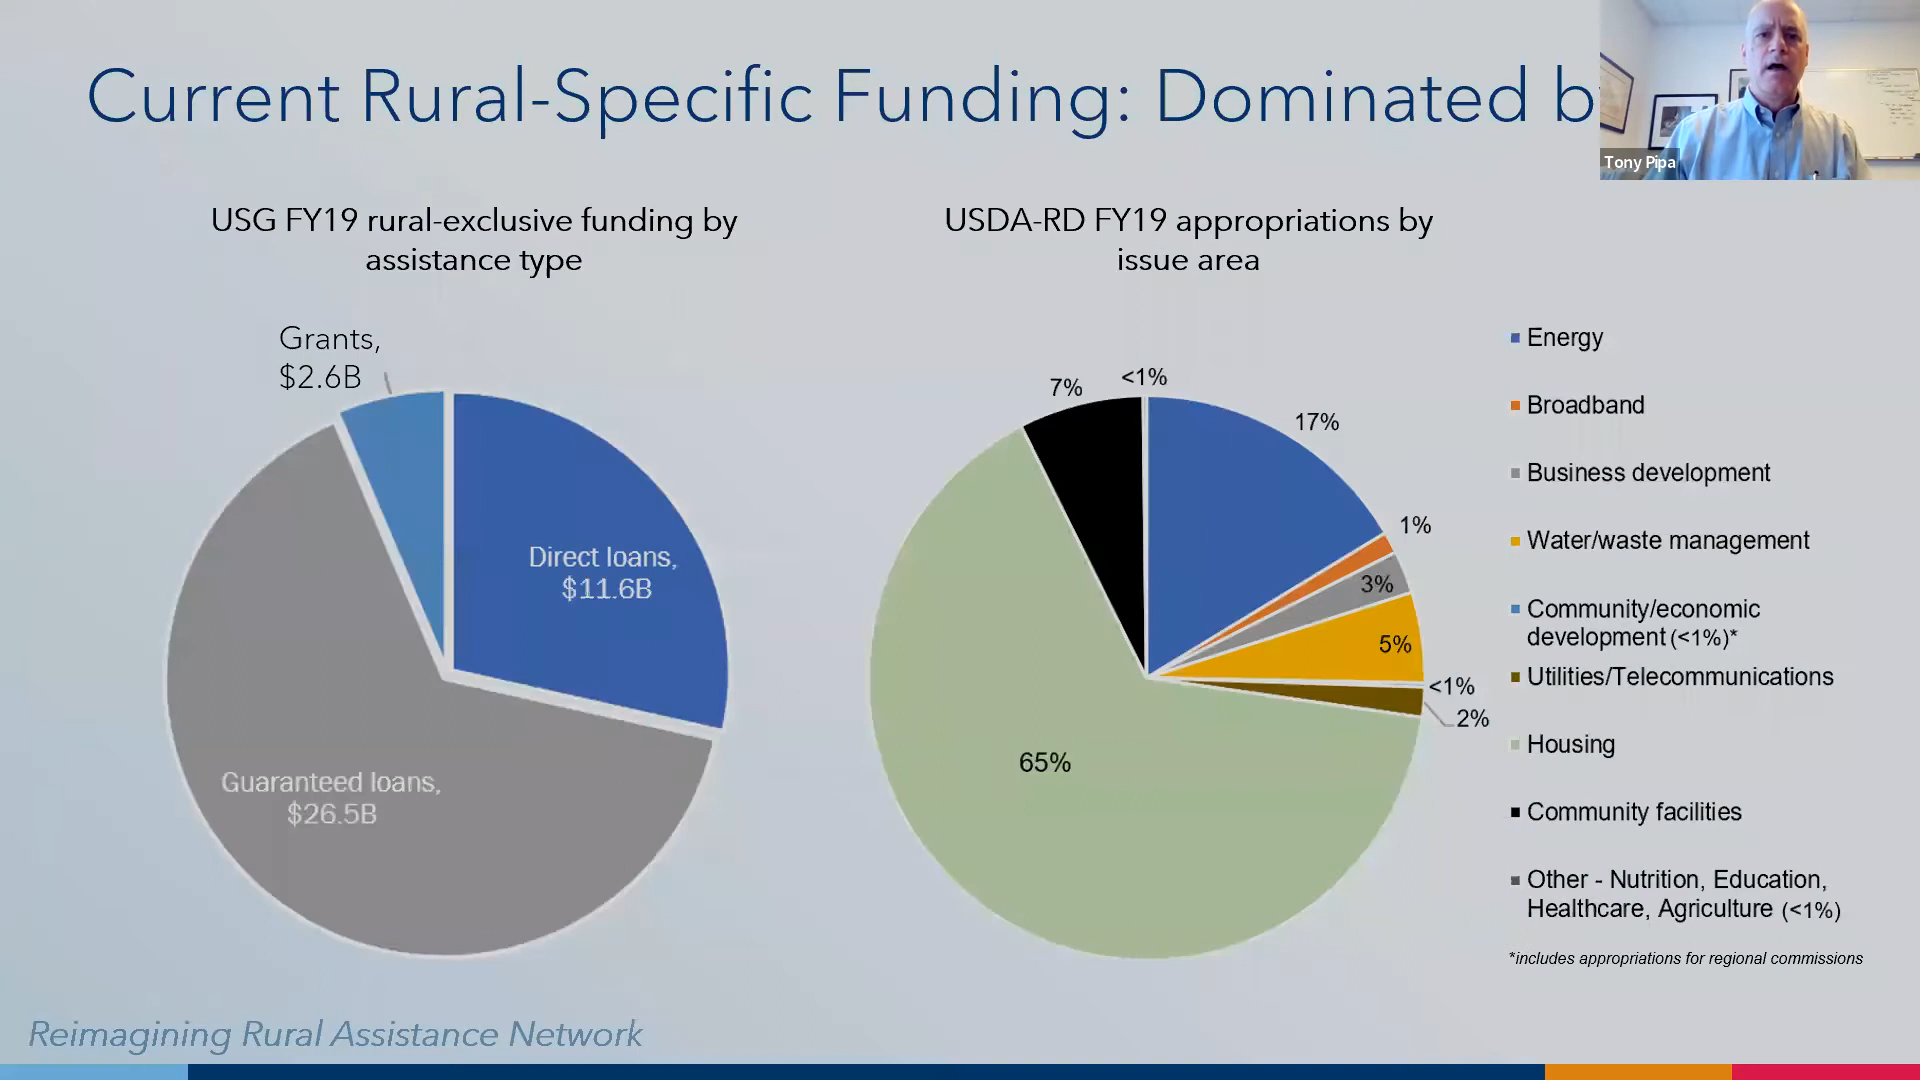 Current Rural-Specific Funding: Dominated b
Tony Pipa
USG FY19 rural-exclusive funding by
assistance type
Grants,
$2.6B
Direct loans,
$11.6B
Guaranteed loans,
$26.5B
USDA-RD FY19 appropriations by
issue area
7%
<1%
17%
1%
3%
5%
<1%
2%
65%
Energy
Broadband
Business development
Water/waste management
Community/economic
development (<1%)*
Utilities/Telecommunications
Housing
Community facilities
Other - Nutrition, Education,
Healthcare, Agriculture (<1%)
*includes appropriations for regional commissions
Reimagining Rural Assistance Network